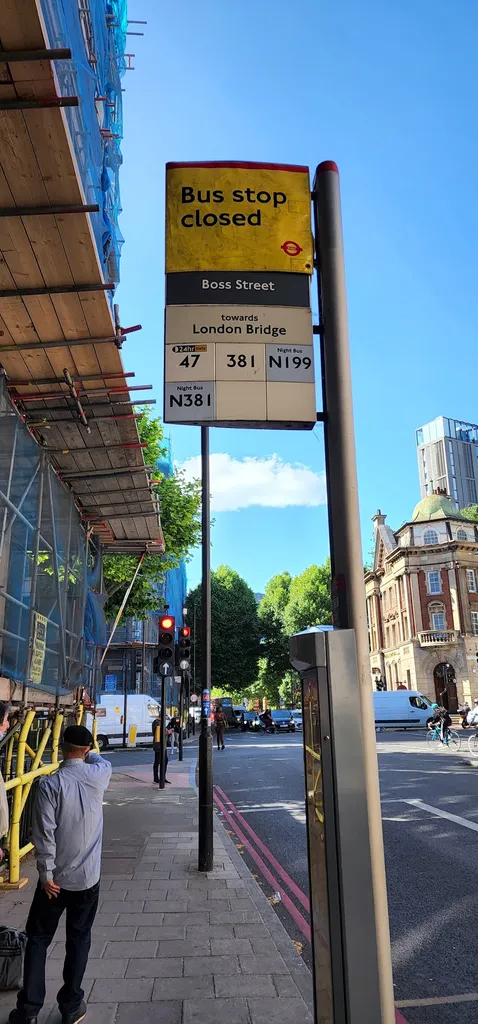 Bus stop
closed
Boss Street
towards
London Bridge
24hr
47
381
Night Bus
N199
Night Bus
N381